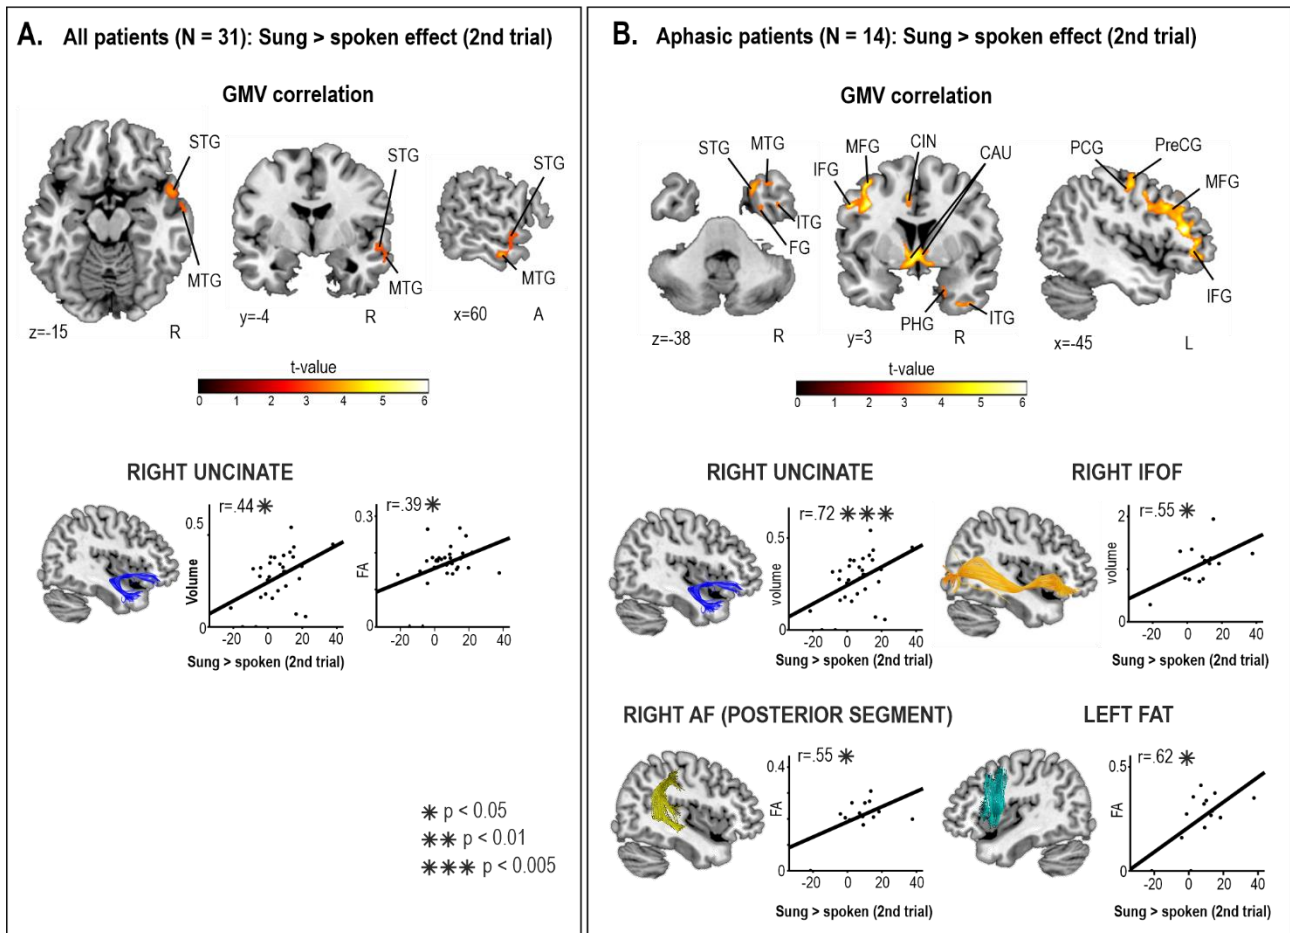 A. All patients (N = 31): Sung > spoken effect (2nd trial)
GMV correlation
STG
STG
STG
MTG
MTG
MTG
z=-15
R
y=-4
R
x=60
A
t-value
0 1 2 3 4 5 6
RIGHT UNCINATE
r=.44 ✳
0.5
Volume
0
-20 0 20 40
Sung > spoken (2nd trial)
r=.39 ✳
0.3
FA
0
-20 0 20 40
✳ p < 0.05
✳✳ p < 0.01
✳✳✳ p < 0.005
B. Aphasic patients (N = 14): Sung > spoken effect (2nd trial)
GMV correlation
STG
MTG
ITG
FG
z=-38
R
IFG
MFG
CIN
CAU
PHG
ITG
y=3
R
PCG
PreCG
MFG
IFG
x=-45
L
t-value
0 1 2 3 4 5 6
RIGHT UNCINATE
r=.72 ✳✳✳
0.5
volume
0
-20 0 20 40
Sung > spoken (2nd trial)
RIGHT IFOF
r=.55 ✳
2
1
volume
0
-20 0 20 40
Sung > spoken (2nd trial)
RIGHT AF (POSTERIOR SEGMENT)
r=.55 ✳
0.4
FA
0
-20 0 20 40
Sung > spoken (2nd trial)
LEFT FAT
r=.62 ✳
0.5
FA
0
-20 0 20 40
Sung > spoken (2nd trial)